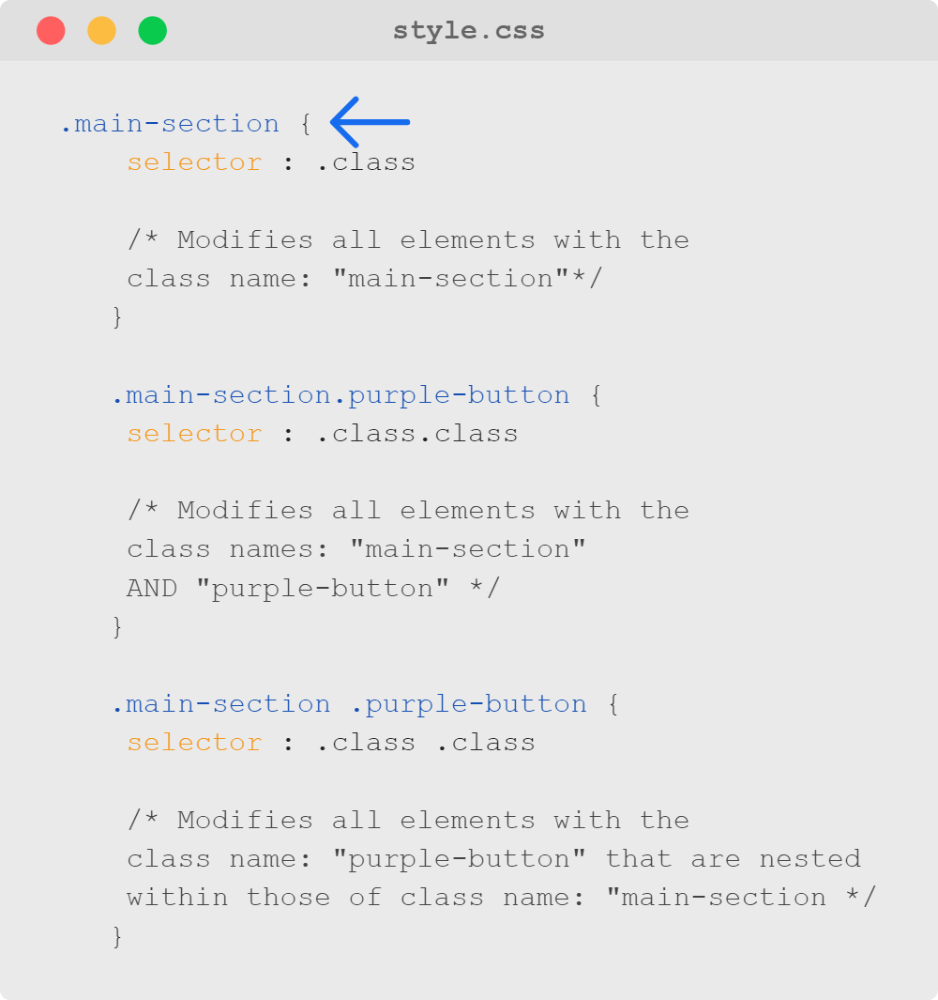 style.css
.main-section {
selector : .class
/* Modifies all elements with the
class name: "main-section"*/
}
.main-section.purple-button {
selector : .class.class
/* Modifies all elements with the
class names: "main-section"
AND "purple-button" */
}
.main-section .purple-button {
selector : .class .class
/* Modifies all elements with the
class name: "purple-button" that are nested
within those of class name: "main-section */
}